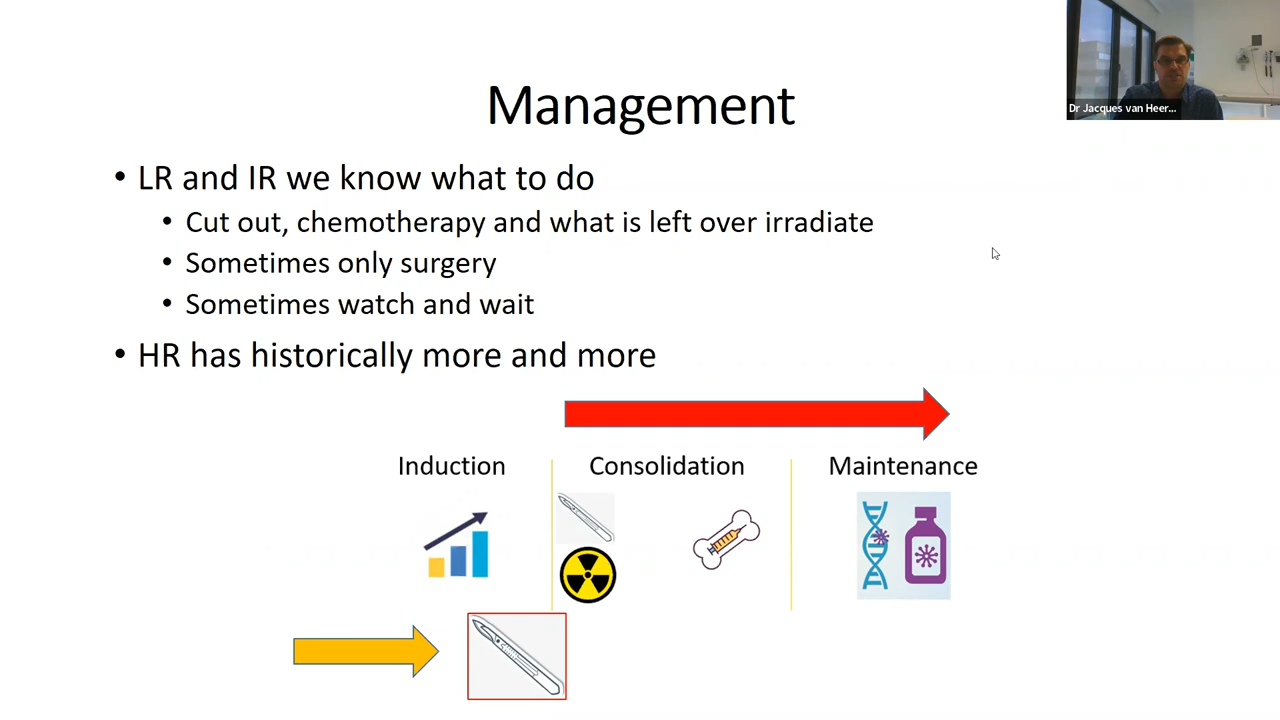 Dr Jacques van Heer...
Management
• LR and IR we know what to do
• Cut out, chemotherapy and what is left over irradiate
• Sometimes only surgery
• Sometimes watch and wait
• HR has historically more and more
Induction
Consolidation
Maintenance